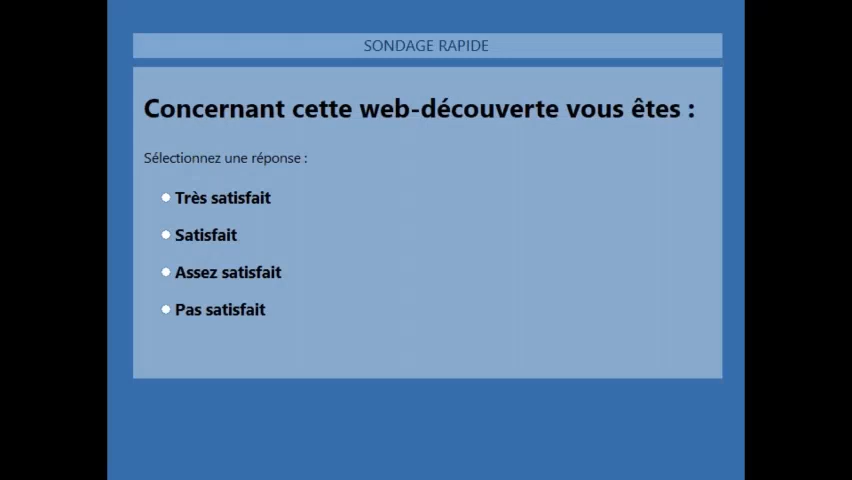 SONDAGE RAPIDE
Concernant cette web-découverte vous êtes :
Sélectionnez une réponse :
Très satisfait
Satisfait
Assez satisfait
Pas satisfait